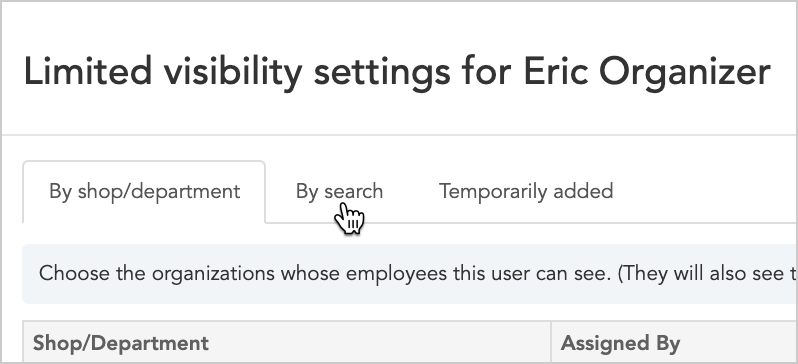 Limited visibility settings for Eric Organizer
By shop/department By search Temporarily added
Choose the organizations whose employees this user can see. (They will also see t
Shop/Department Assigned By